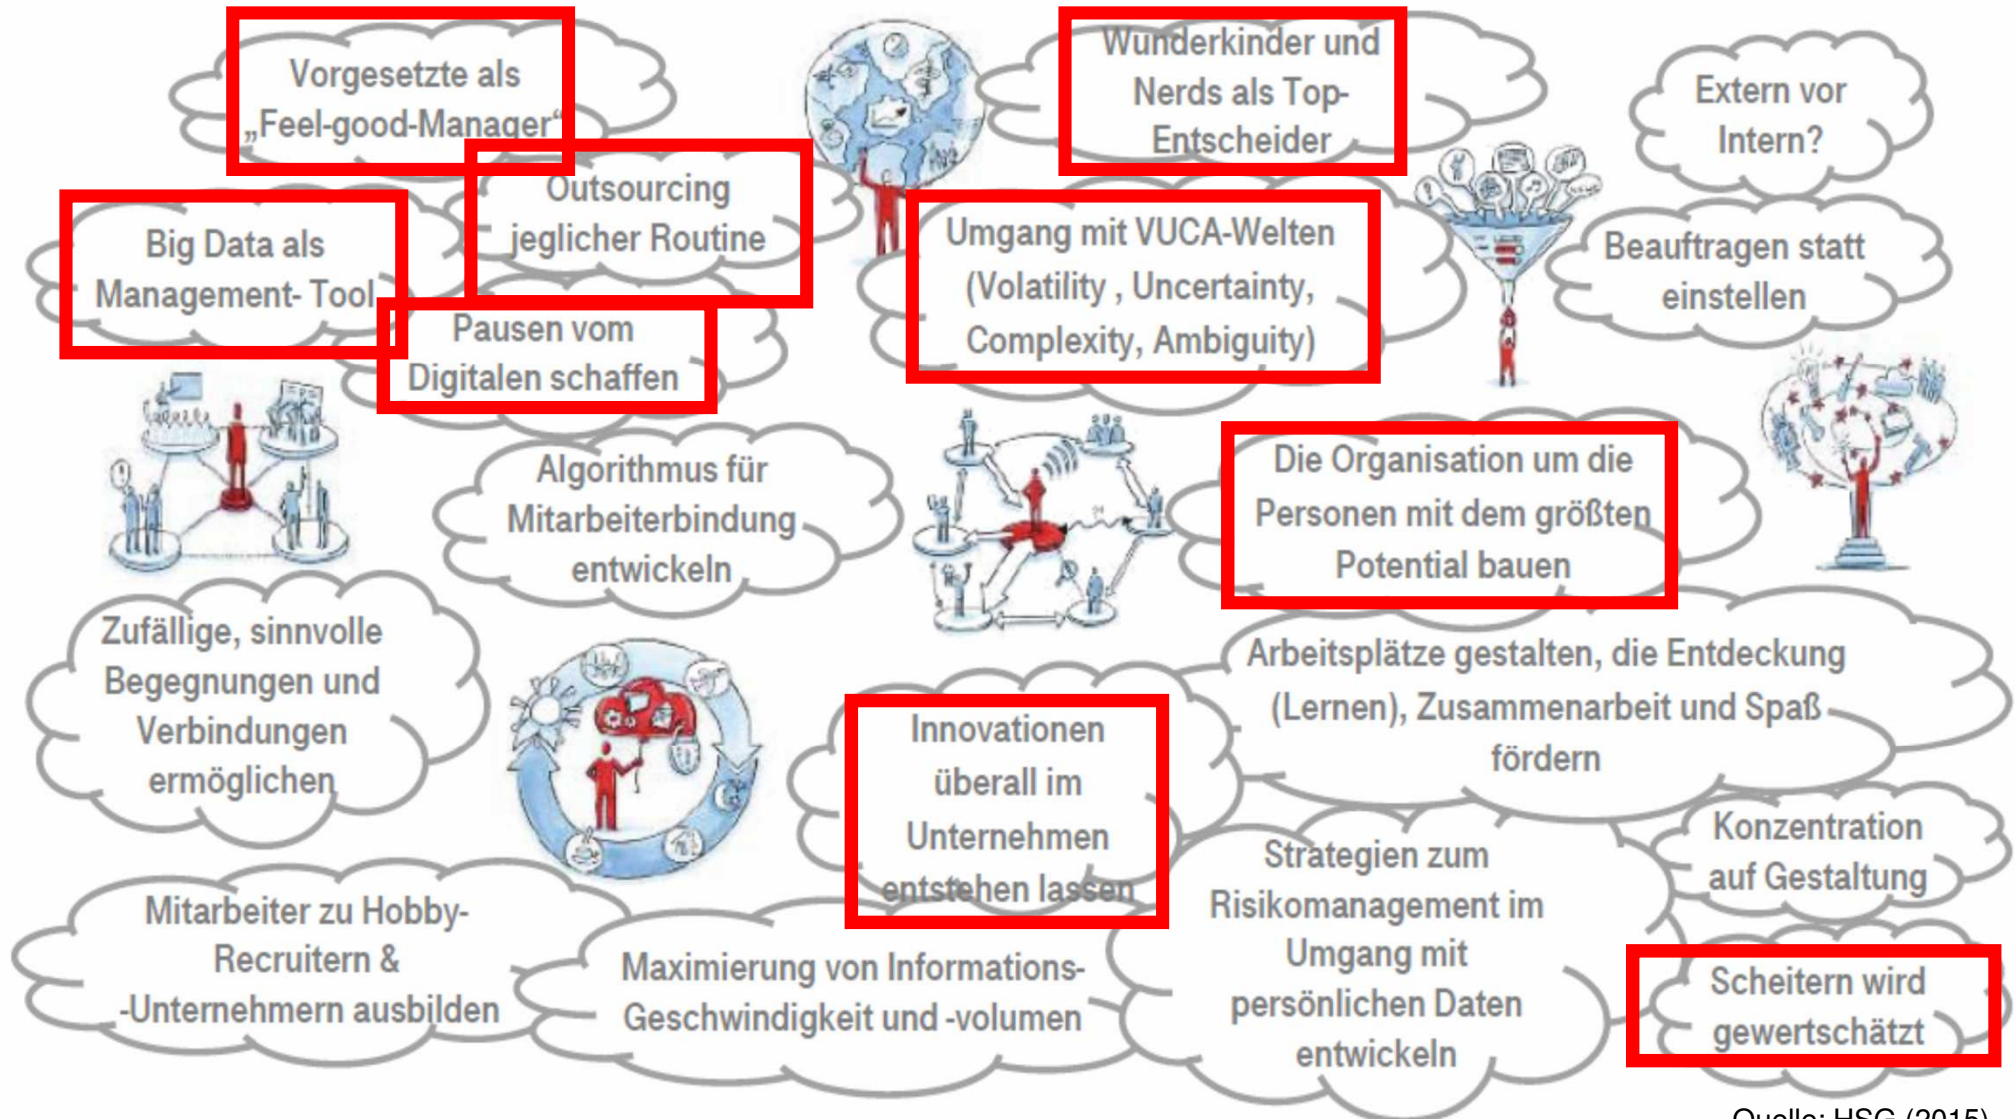 Vorgesetzte als
„Feel-good-Manager“
Wunderkinder und
Nerds als Top-
Entscheider
Extern vor
Intern?
Outsourcing
jeglicher Routine
Big Data als
Management- Tool
Umgang mit VUCA-Welten
(Volatility , Uncertainty,
Complexity, Ambiguity)
Beauftragen statt
einstellen
Pausen vom
Digitalen schaffen
Algorithmus für
Mitarbeiterbindung
entwickeln
Die Organisation um die
Personen mit dem größten
Potential bauen
Zufällige, sinnvolle
Begegnungen und
Verbindungen
ermöglichen
Arbeitsplätze gestalten, die Entdeckung
(Lernen), Zusammenarbeit und Spaß
fördern
Innovationen
überall im
Unternehmen
entstehen lassen
Konzentration
auf Gestaltung
Strategien zum
Risikomanagement im
Umgang mit
persönlichen Daten
entwickeln
Mitarbeiter zu Hobby-
Recruitern &
-Unternehmern ausbilden
Maximierung von Informations-
Geschwindigkeit und -volumen
Scheitern wird
gewertschätzt
Quelle: HSG (2015)